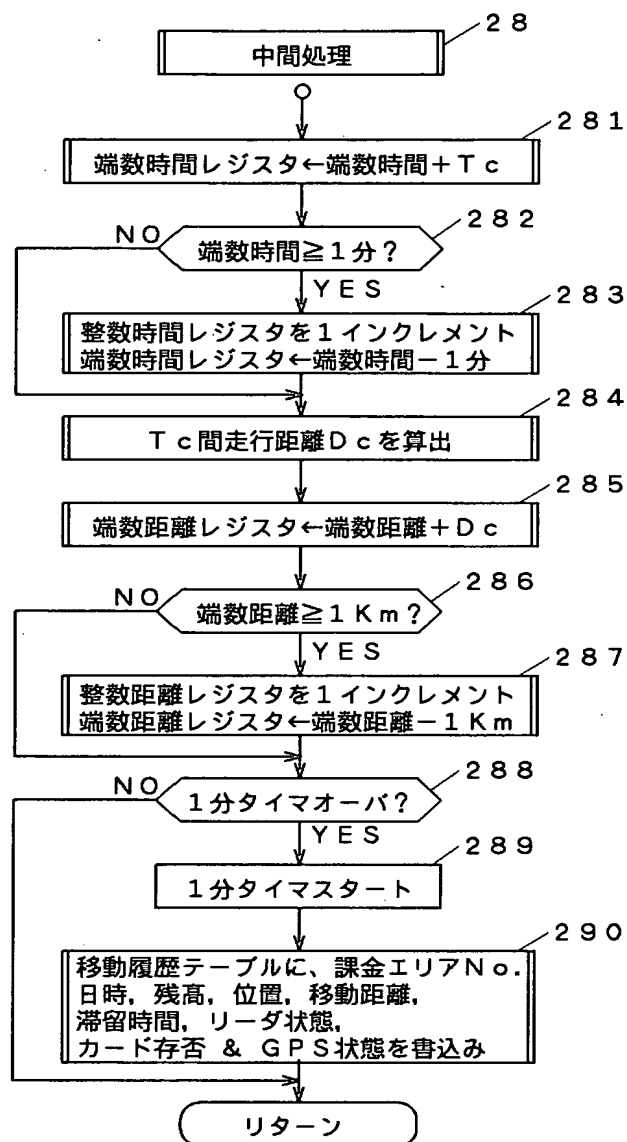 28
中間処理
281
端数時間レジスタ←端数時間+Tc
282
NO
端数時間≧1分?
YES
283
整数時間レジスタを1インクレメント
端数時間レジスタ←端数時間-1分
284
Tc間走行距離Dcを算出
285
端数距離レジスタ←端数距離+Dc
286
NO
端数距離≧1Km?
YES
287
整数距離レジスタを1インクレメント
端数距離レジスタ←端数距離-1Km
288
NO
1分タイマオーバ?
YES
289
1分タイマスタート
290
移動履歴テーブルに、課金エリアNo.
日時,残高,位置,移動距離,
滞留時間,リーダ状態,
カード存否 & GPS状態を書込み
リターン